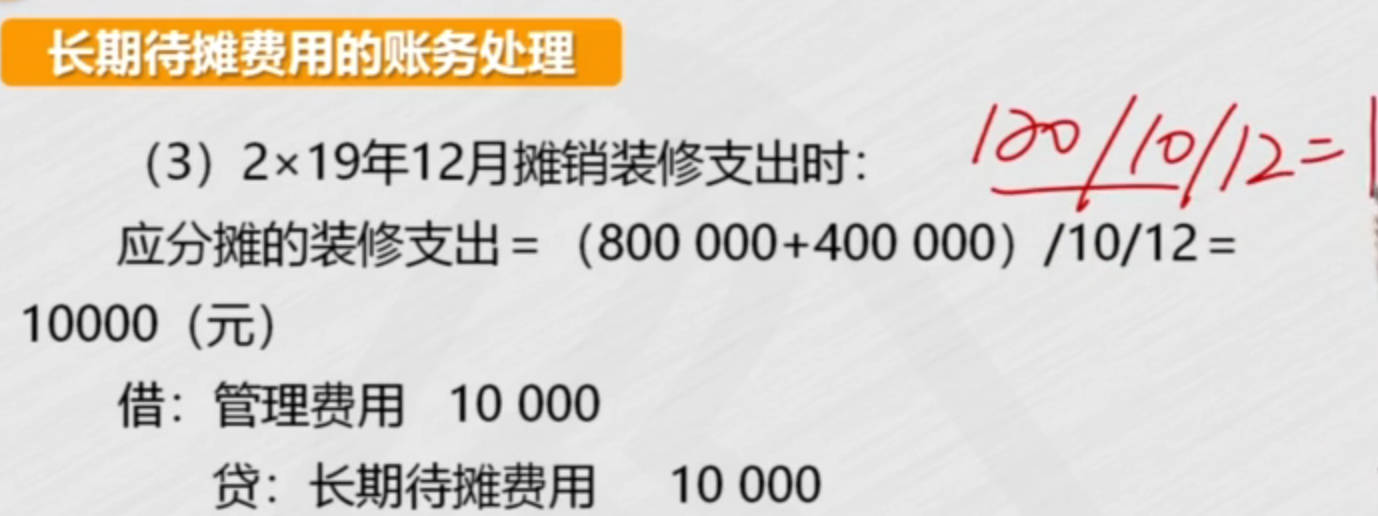 长期待摊费用的账务处理
120/10/12=
（3）2×19年12月摊销装修支出时：
应分摊的装修支出=（800 000+400 000）/10/12=
10000（元）
借：管理费用 10 000
贷：长期待摊费用 10 000